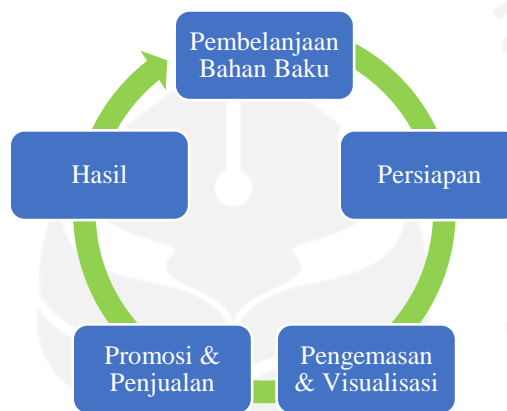 Pembelanjaan
Bahan Baku
Persiapan
Pengemasan
& Visualisasi
Promosi &
Penjualan
Hasil